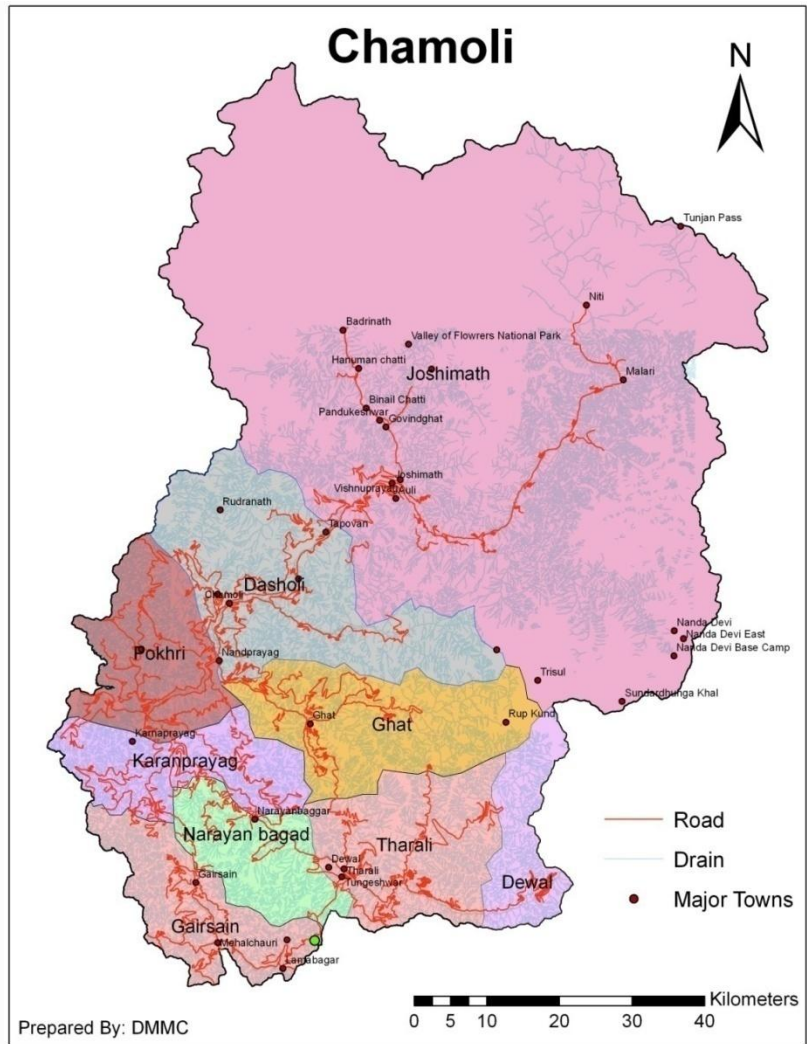 Chamoli
N
Tunjan Pass
Niti
Badrinath
Valley of Flowrers National Park
Hanuman chatti
Joshimath
Malari
Binail Chatti
Pandukeshwar
Govindghat
Joshimath
Vishnuprayag
Auli
Rudranath
Tapovan
Dasholi
Chamoli
Nanda Devi
Nanda Devi East
Pokhri
Nanda Devi Base Camp
Nandprayag
Trisul
Sundardhunga Khal
Ghat
Ghat
Rup Kund
Karnaprayag
Karanprayag
Narayanbaggar
Road
Narayan bagad
Tharali
Drain
Dewal
Tharali
Gairsain
Tungeshwar
Dewal
Major Towns
Gairsain
Mehalchauri
Lamabagar
Kilometers
0 5 10 20 30 40
Prepared By: DMMC